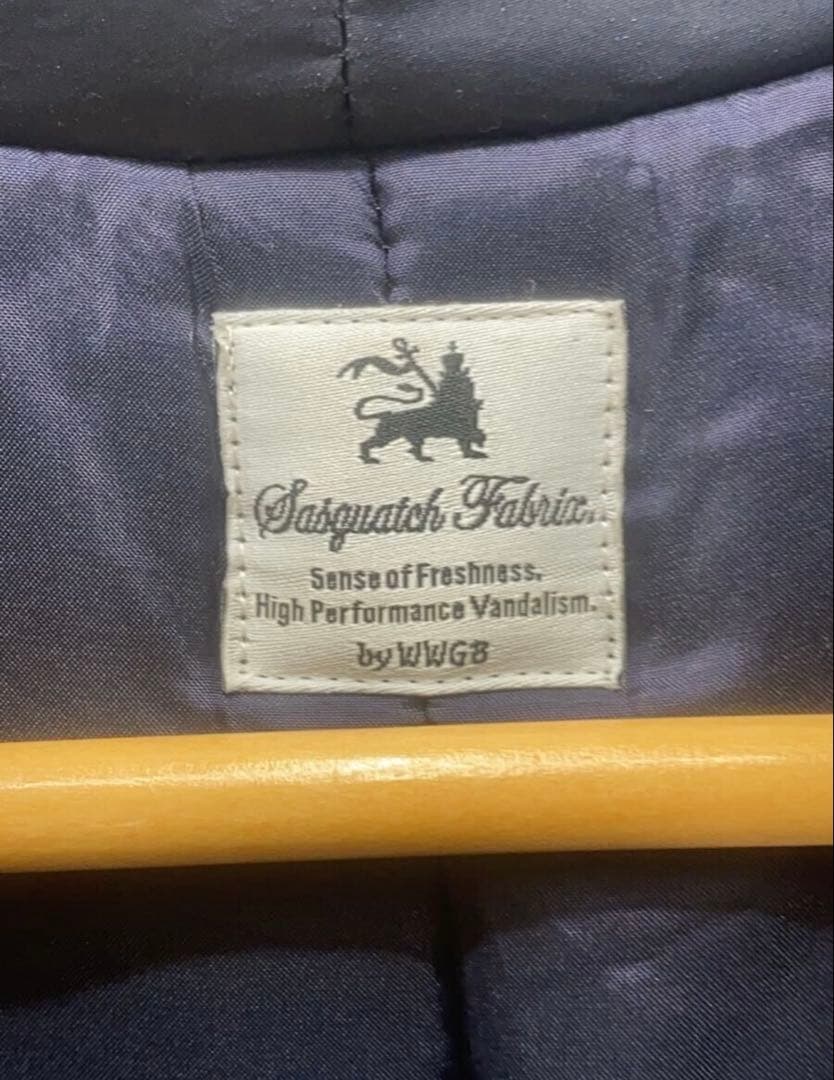 Sasquatch Fabrix.
Sense of Freshness.
High Performance Vandalism.
by WWGB